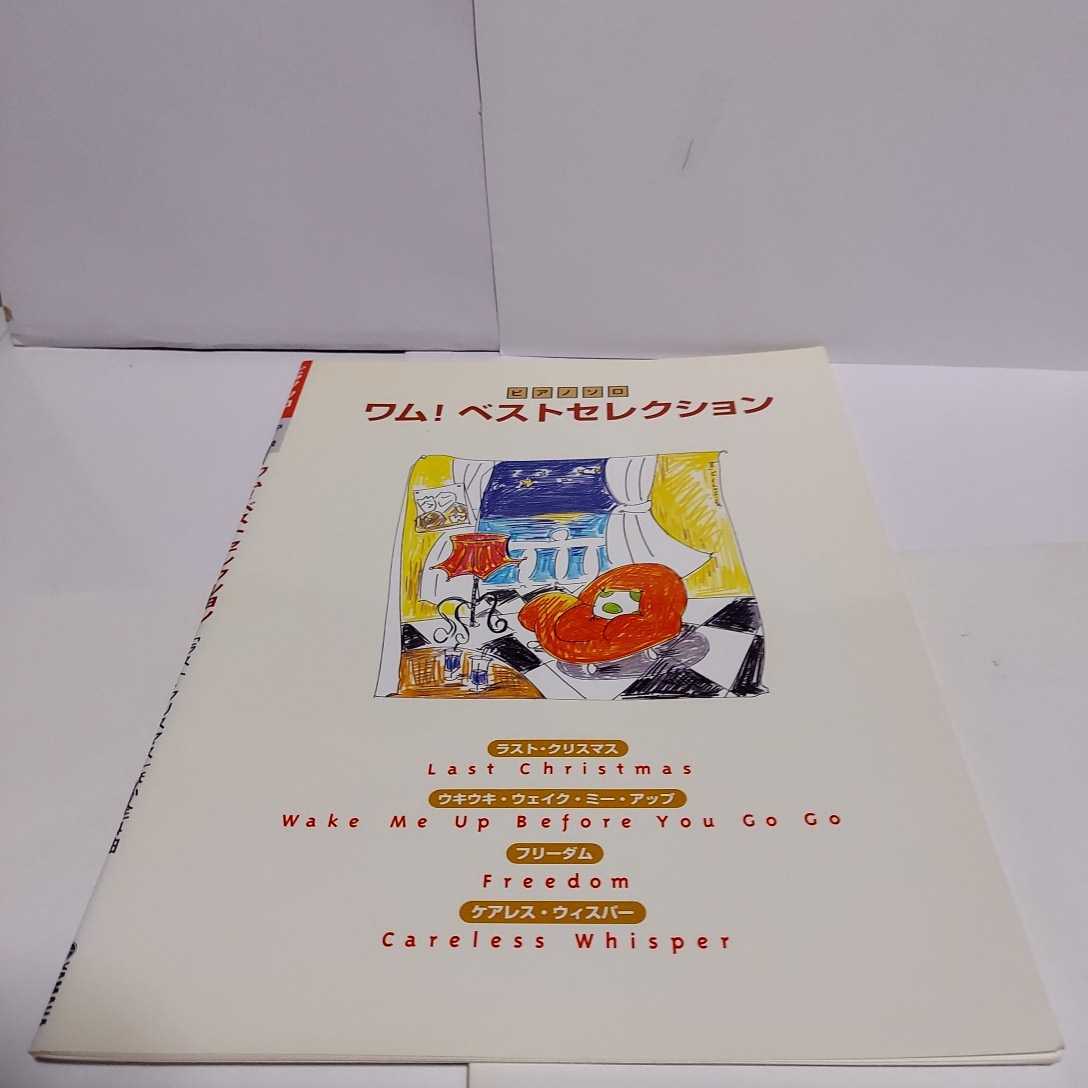 ピアノソロ
ワム! ベストセレクション
ラスト・クリスマス
Last Christmas
ウキウキ・ウェイク・ミー・アップ
Wake Me Up Before You Go Go
フリーダム
Freedom
ケアレス・ウィスパー
Careless Whisper
YAMAHA